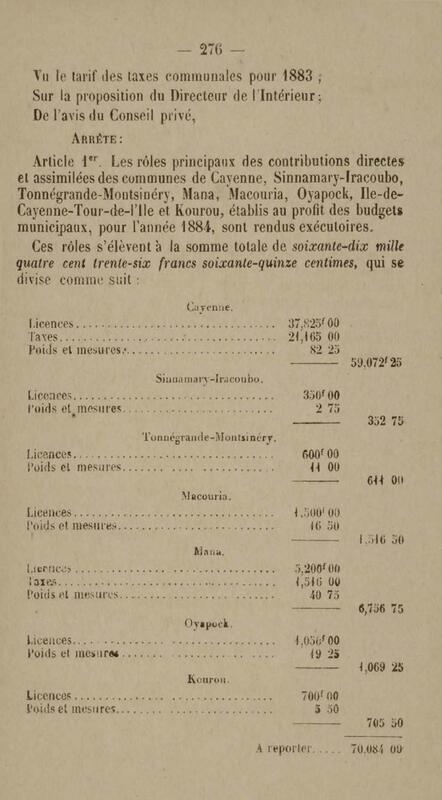 — 276 —
Vu le tarif des taxes communales pour 1883 ;
Sur la proposition du Directeur de l'Intérieur ;
De l'avis du Conseil privé,
ARRÊTE :
Article 1er. Les rôles principaux des contributions directes
et assimilées des communes de Cayenne, Sinnamary-Iracoubo,
Tonnégrande-Montsinéry, Mana, Macouria, Oyapock, Ile-de-
Cayenne-Tour-de-l'Ile et Kourou, établis au profit des budgets
municipaux, pour l'année 1884, sont rendus exécutoires.
Ces rôles s'élèvent à la somme totale de soixante-dix mille
quatre cent trente-six francs soixante-quinze centimes, qui se
divise comme suit :
Cayenne.
Licences.......... 37,825f 00
Taxes.......... 21,165 00
Poids et mesures.......... 82 25
59,072f 25
Sinnamary-Iracoubo.
Licences.......... 350f 00
Poids et mesures.......... 2 75
352 75
Tonnégrande-Montsinéry.
Licences.......... 600f 00
Poids et mesures.......... 11 00
611 00
Macouria.
Licences.......... 1,500f 00
Poids et mesures.......... 16 50
1,516 50
Mana.
Licences.......... 5,200f 00
Taxes.......... 1,516 00
Poids et mesures.......... 40 75
6,756 75
Oyapock.
Licences.......... 1,050f 00
Poids et mesures.......... 19 25
1,069 25
Kourou.
Licences.......... 700f 00
Poids et mesures.......... 5 50
705 50
A reporter..... 70,084 00